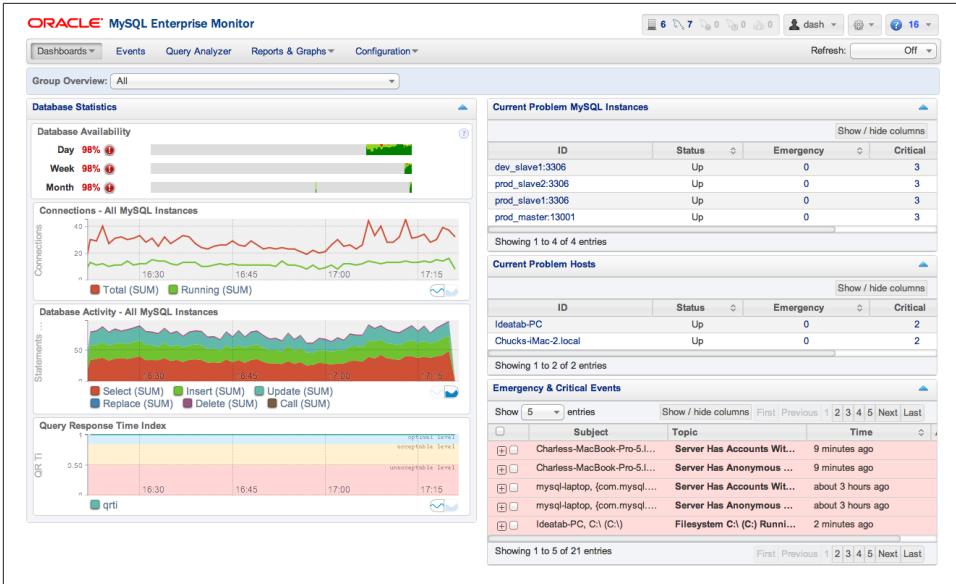 ORACLE® MySQL Enterprise Monitor
6 7 0 0 0 dash 16
Dashboards Events Query Analyzer Reports & Graphs Configuration Refresh: Off
Group Overview: All
Database Statistics
Database Availability
Day 98%
Week 98%
Month 98%
Connections - All MySQL Instances
Connections
40
20
0
16:30 16:45 17:00 17:15
Total (SUM) Running (SUM)
Database Activity - All MySQL Instances
Statements ...
50
0
16:30 16:45 17:00 17:15
Select (SUM) Insert (SUM) Update (SUM)
Replace (SUM) Delete (SUM) Call (SUM)
Query Response Time Index
QR Ti
1
0.50
0
optimal level
acceptable level
unacceptable level
16:30 16:45 17:00 17:15
qrti
Current Problem MySQL Instances
Show / hide columns
ID Status Emergency Critical
dev_slave1:3306 Up 0 3
prod_slave2:3306 Up 0 3
prod_slave1:3306 Up 0 3
prod_master:13001 Up 0 3
Showing 1 to 4 of 4 entries
Current Problem Hosts
Show / hide columns
ID Status Emergency Critical
Ideatab-PC Up 0 2
Chucks-iMac-2.local Up 0 2
Showing 1 to 2 of 2 entries
Emergency & Critical Events
Show 5 entries Show / hide columns First Previous 1 2 3 4 5 Next Last
Subject Topic Time
Charless-MacBook-Pro-5.l... Server Has Accounts Wit... 9 minutes ago
Charless-MacBook-Pro-5.l... Server Has Anonymous ... 9 minutes ago
mysql-laptop, {com.mysql.... Server Has Accounts Wit... about 3 hours ago
mysql-laptop, {com.mysql.... Server Has Anonymous ... about 3 hours ago
Ideatab-PC, C:\ (C:\) Filesystem C:\ (C:) Runni... 2 minutes ago
Showing 1 to 5 of 21 entries First Previous 1 2 3 4 5 Next Last